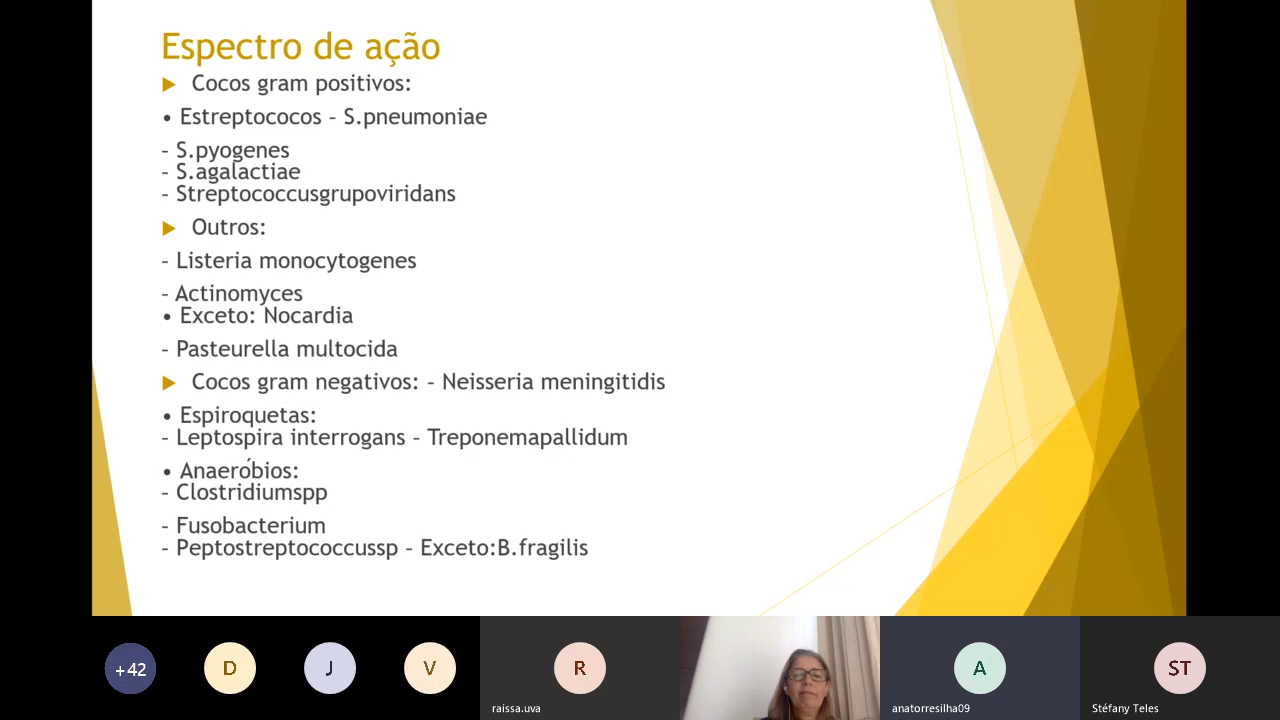 Espectro de ação
Cocos gram positivos:
• Estreptococos – S.pneumoniae
– S.pyogenes
– S.agalactiae
– Streptococcusgrupoviridans
Outros:
– Listeria monocytogenes
– Actinomyces
• Exceto: Nocardia
– Pasteurella multocida
Cocos gram negativos: – Neisseria meningitidis
• Espiroquetas:
– Leptospira interrogans – Treponemapallidum
• Anaeróbios:
– Clostridiumspp
– Fusobacterium
– Peptostreptococcussp – Exceto:B.fragilis
+42
D
J
V
R
A
ST
raissa.uva
anatorresilha09
Stéfany Teles